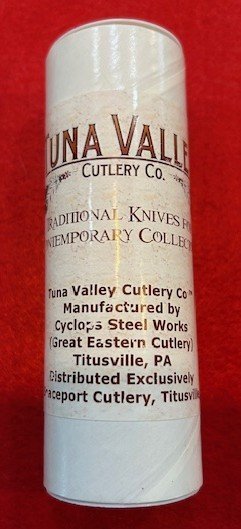 TUNA VALLE
CUTLERY CO.
TRADITIONAL KNIVES FO
ONTEMPORARY COLLEC
Tuna Valley Cutlery Co™
Manufactured by
Cyclops Steel Works
(Great Eastern Cutlery)
Titusville, PA
Distributed Exclusively
raceport Cutlery, Titusvill